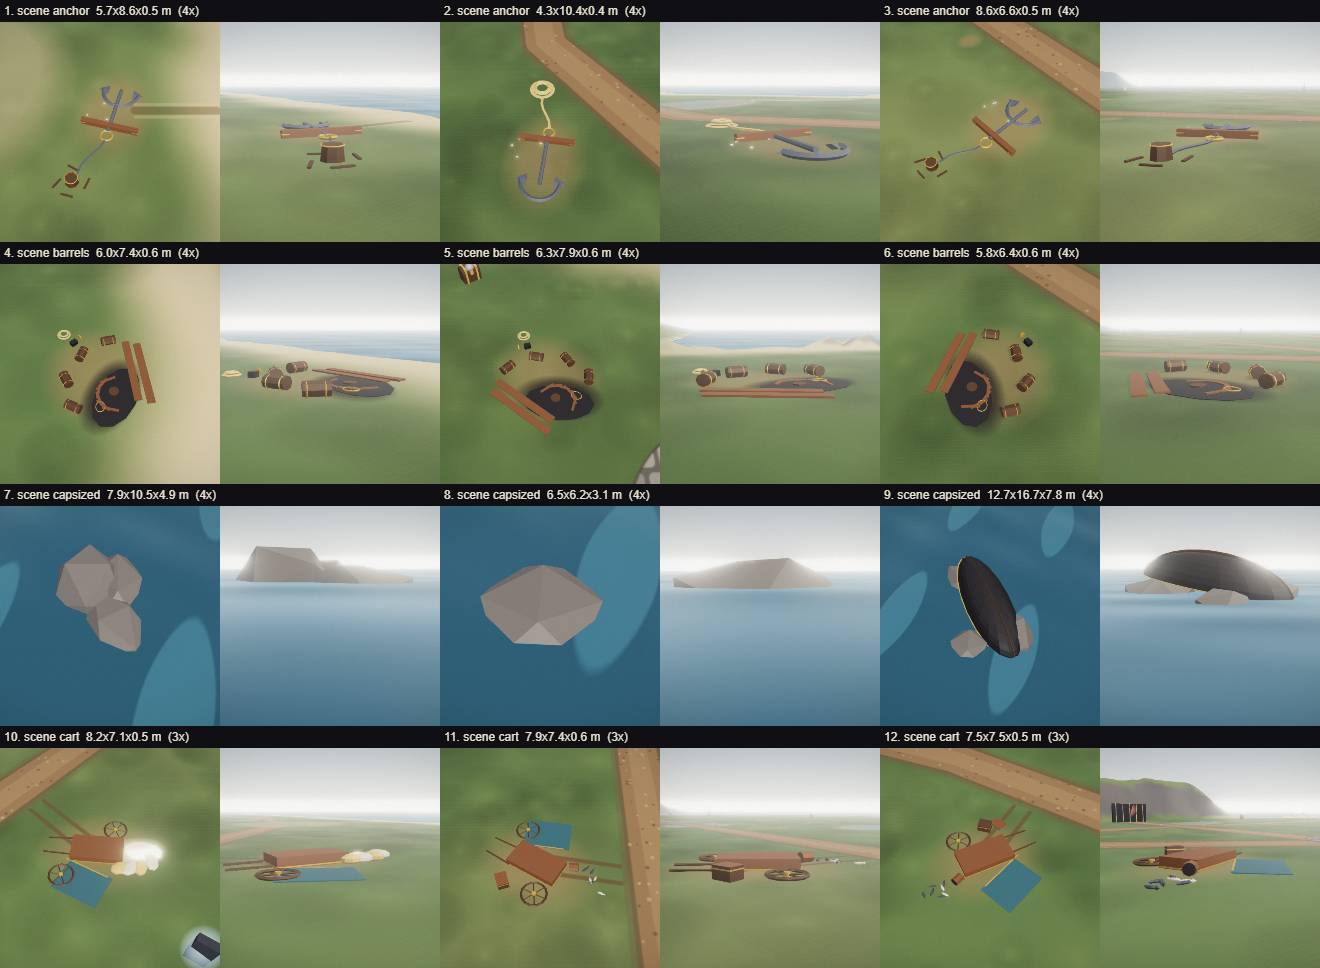 1. scene anchor 5.7x8.6x0.5 m (4x)
2. scene anchor 4.3x10.4x0.4 m (4x)
3. scene anchor 8.6x6.6x0.5 m (4x)
4. scene barrels 6.0x7.4x0.6 m (4x)
5. scene barrels 6.3x7.9x0.6 m (4x)
6. scene barrels 5.8x6.4x0.6 m (4x)
7. scene capsized 7.9x10.5x4.9 m (4x)
8. scene capsized 6.5x6.2x3.1 m (4x)
9. scene capsized 12.7x16.7x7.8 m (4x)
10. scene cart 8.2x7.1x0.5 m (3x)
11. scene cart 7.9x7.4x0.6 m (3x)
12. scene cart 7.5x7.5x0.5 m (3x)